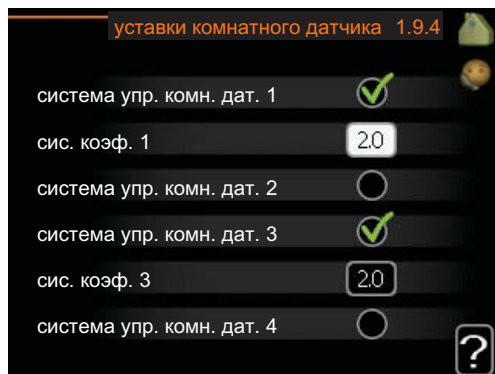 уставки комнатного датчика 1.9.4
система упр. комн. дат. 1
сис. коэф. 1 2.0
система упр. комн. дат. 2
система упр. комн. дат. 3
сис. коэф. 3 2.0
система упр. комн. дат. 4
?